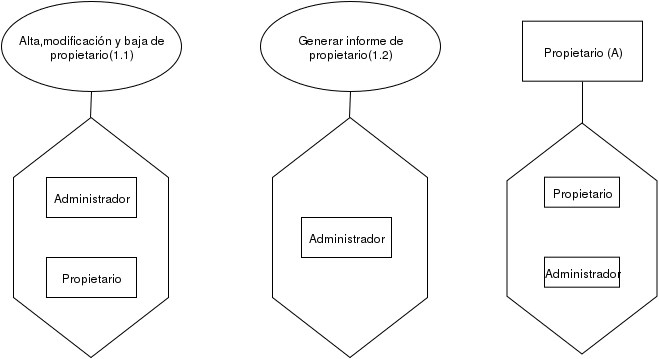 Alta,modificación y baja de
propietario(1.1)
Administrador
Propietario
Generar informe de
propietario(1.2)
Administrador
Propietario (A)
Propietario
Administrador